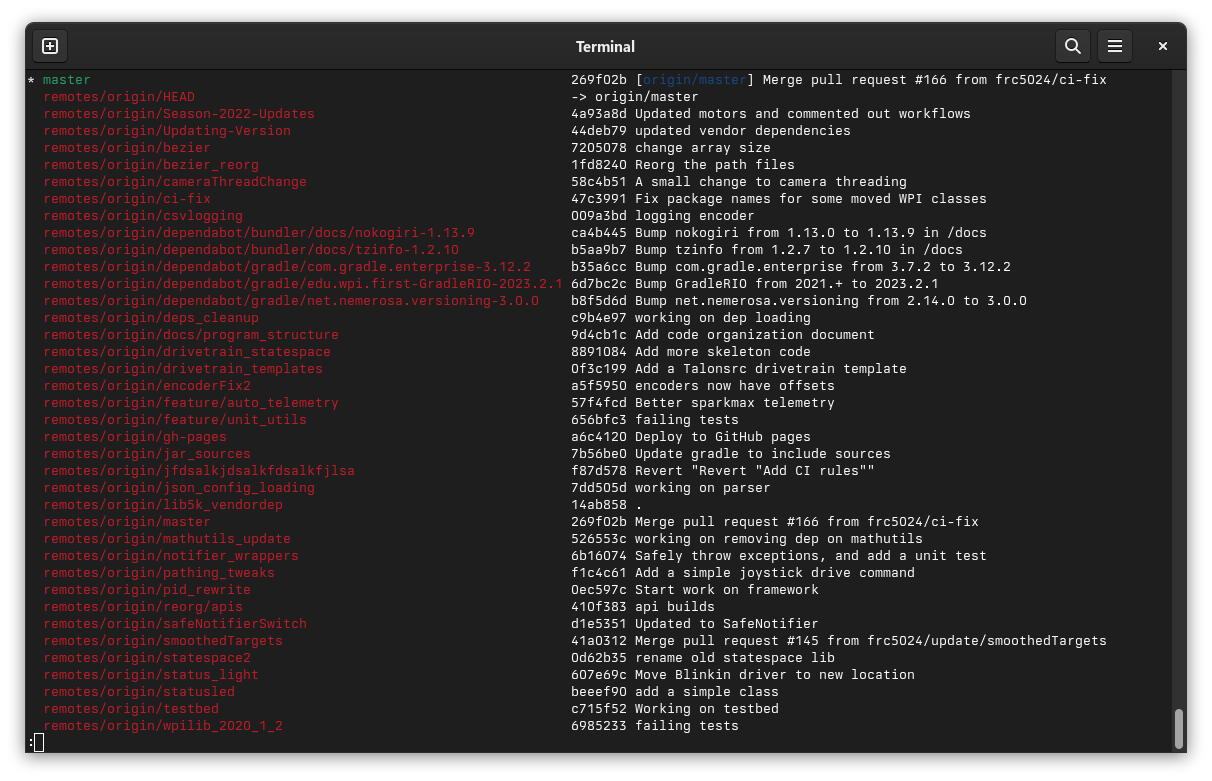 Terminal
* master 269f02b [origin/master] Merge pull request #166 from frc5024/ci-fix
remotes/origin/HEAD -> origin/master
remotes/origin/Season-2022-Updates 4a93a8d Updated motors and commented out workflows
remotes/origin/Updating-Version 44deb79 updated vendor dependencies
remotes/origin/bezier 7205078 change array size
remotes/origin/bezier_reorg 1fd8240 Reorg the path files
remotes/origin/cameraThreadChange 58c4b51 A small change to camera threading
remotes/origin/ci-fix 47c3991 Fix package names for some moved WPI classes
remotes/origin/csvlogging 009a3bd logging encoder
remotes/origin/dependabot/bundler/docs/nokogiri-1.13.9 ca4b445 Bump nokogiri from 1.13.0 to 1.13.9 in /docs
remotes/origin/dependabot/bundler/docs/tzinfo-1.2.10 b5aa9b7 Bump tzinfo from 1.2.7 to 1.2.10 in /docs
remotes/origin/dependabot/gradle/com.gradle.enterprise-3.12.2 b35a6cc Bump com.gradle.enterprise from 3.7.2 to 3.12.2
remotes/origin/dependabot/gradle/edu.wpi.first-GradleRIO-2023.2.1 6d7bc2c Bump GradleRIO from 2021.+ to 2023.2.1
remotes/origin/dependabot/gradle/net.nemerosa.versioning-3.0.0 b8f5d6d Bump net.nemerosa.versioning from 2.14.0 to 3.0.0
remotes/origin/deps_cleanup c9b4e97 working on dep loading
remotes/origin/docs/program_structure 9d4cb1c Add code organization document
remotes/origin/drivetrain_statespace 8891084 Add more skeleton code
remotes/origin/drivetrain_templates 0f3c199 Add a Talonsrc drivetrain template
remotes/origin/encoderFix2 a5f5950 encoders now have offsets
remotes/origin/feature/auto_telemetry 57f4fcd Better sparkmax telemetry
remotes/origin/feature/unit_utils 656bfc3 failing tests
remotes/origin/gh-pages a6c4120 Deploy to GitHub pages
remotes/origin/jar_sources 7b56be0 Update gradle to include sources
remotes/origin/jfdsalkjdsalkfdsalkfjlsa f87d578 Revert "Revert "Add CI rules""
remotes/origin/json_config_loading 7dd505d working on parser
remotes/origin/lib5k_vendordep 14ab858 .
remotes/origin/master 269f02b Merge pull request #166 from frc5024/ci-fix
remotes/origin/mathutils_update 526553c working on removing dep on mathutils
remotes/origin/notifier_wrappers 6b16074 Safely throw exceptions, and add a unit test
remotes/origin/pathing_tweaks f1c4c61 Add a simple joystick drive command
remotes/origin/pid_rewrite 0ec597c Start work on framework
remotes/origin/reorg/apis 410f383 api builds
remotes/origin/safeNotifierSwitch d1e5351 Updated to SafeNotifier
remotes/origin/smoothedTargets 41a0312 Merge pull request #145 from frc5024/update/smoothedTargets
remotes/origin/statespace2 0d62b35 rename old statespace lib
remotes/origin/status_light 607e69c Move Blinkin driver to new location
remotes/origin/statusled beeef90 add a simple class
remotes/origin/testbed c715f52 Working on testbed
remotes/origin/wpilib_2020_1_2 6985233 failing tests
: